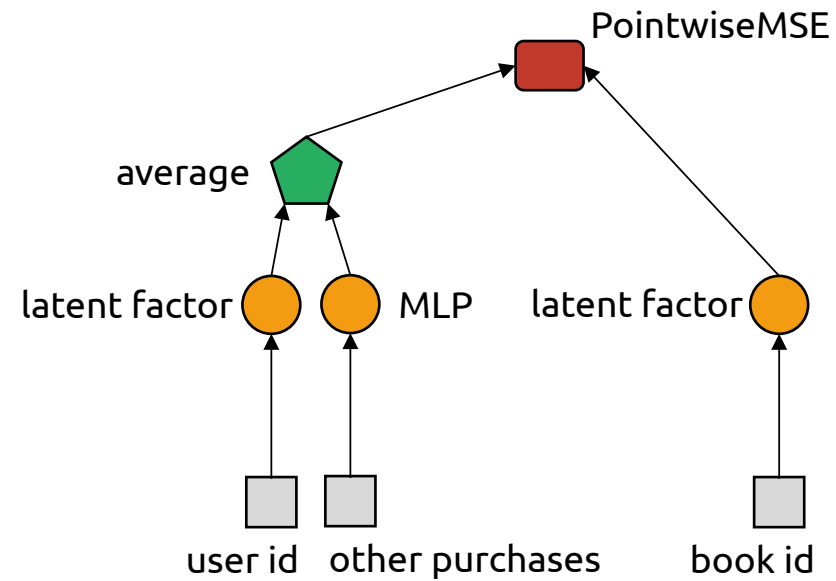 PointwiseMSE
average
latent factor
MLP
latent factor
user id
other purchases
book id